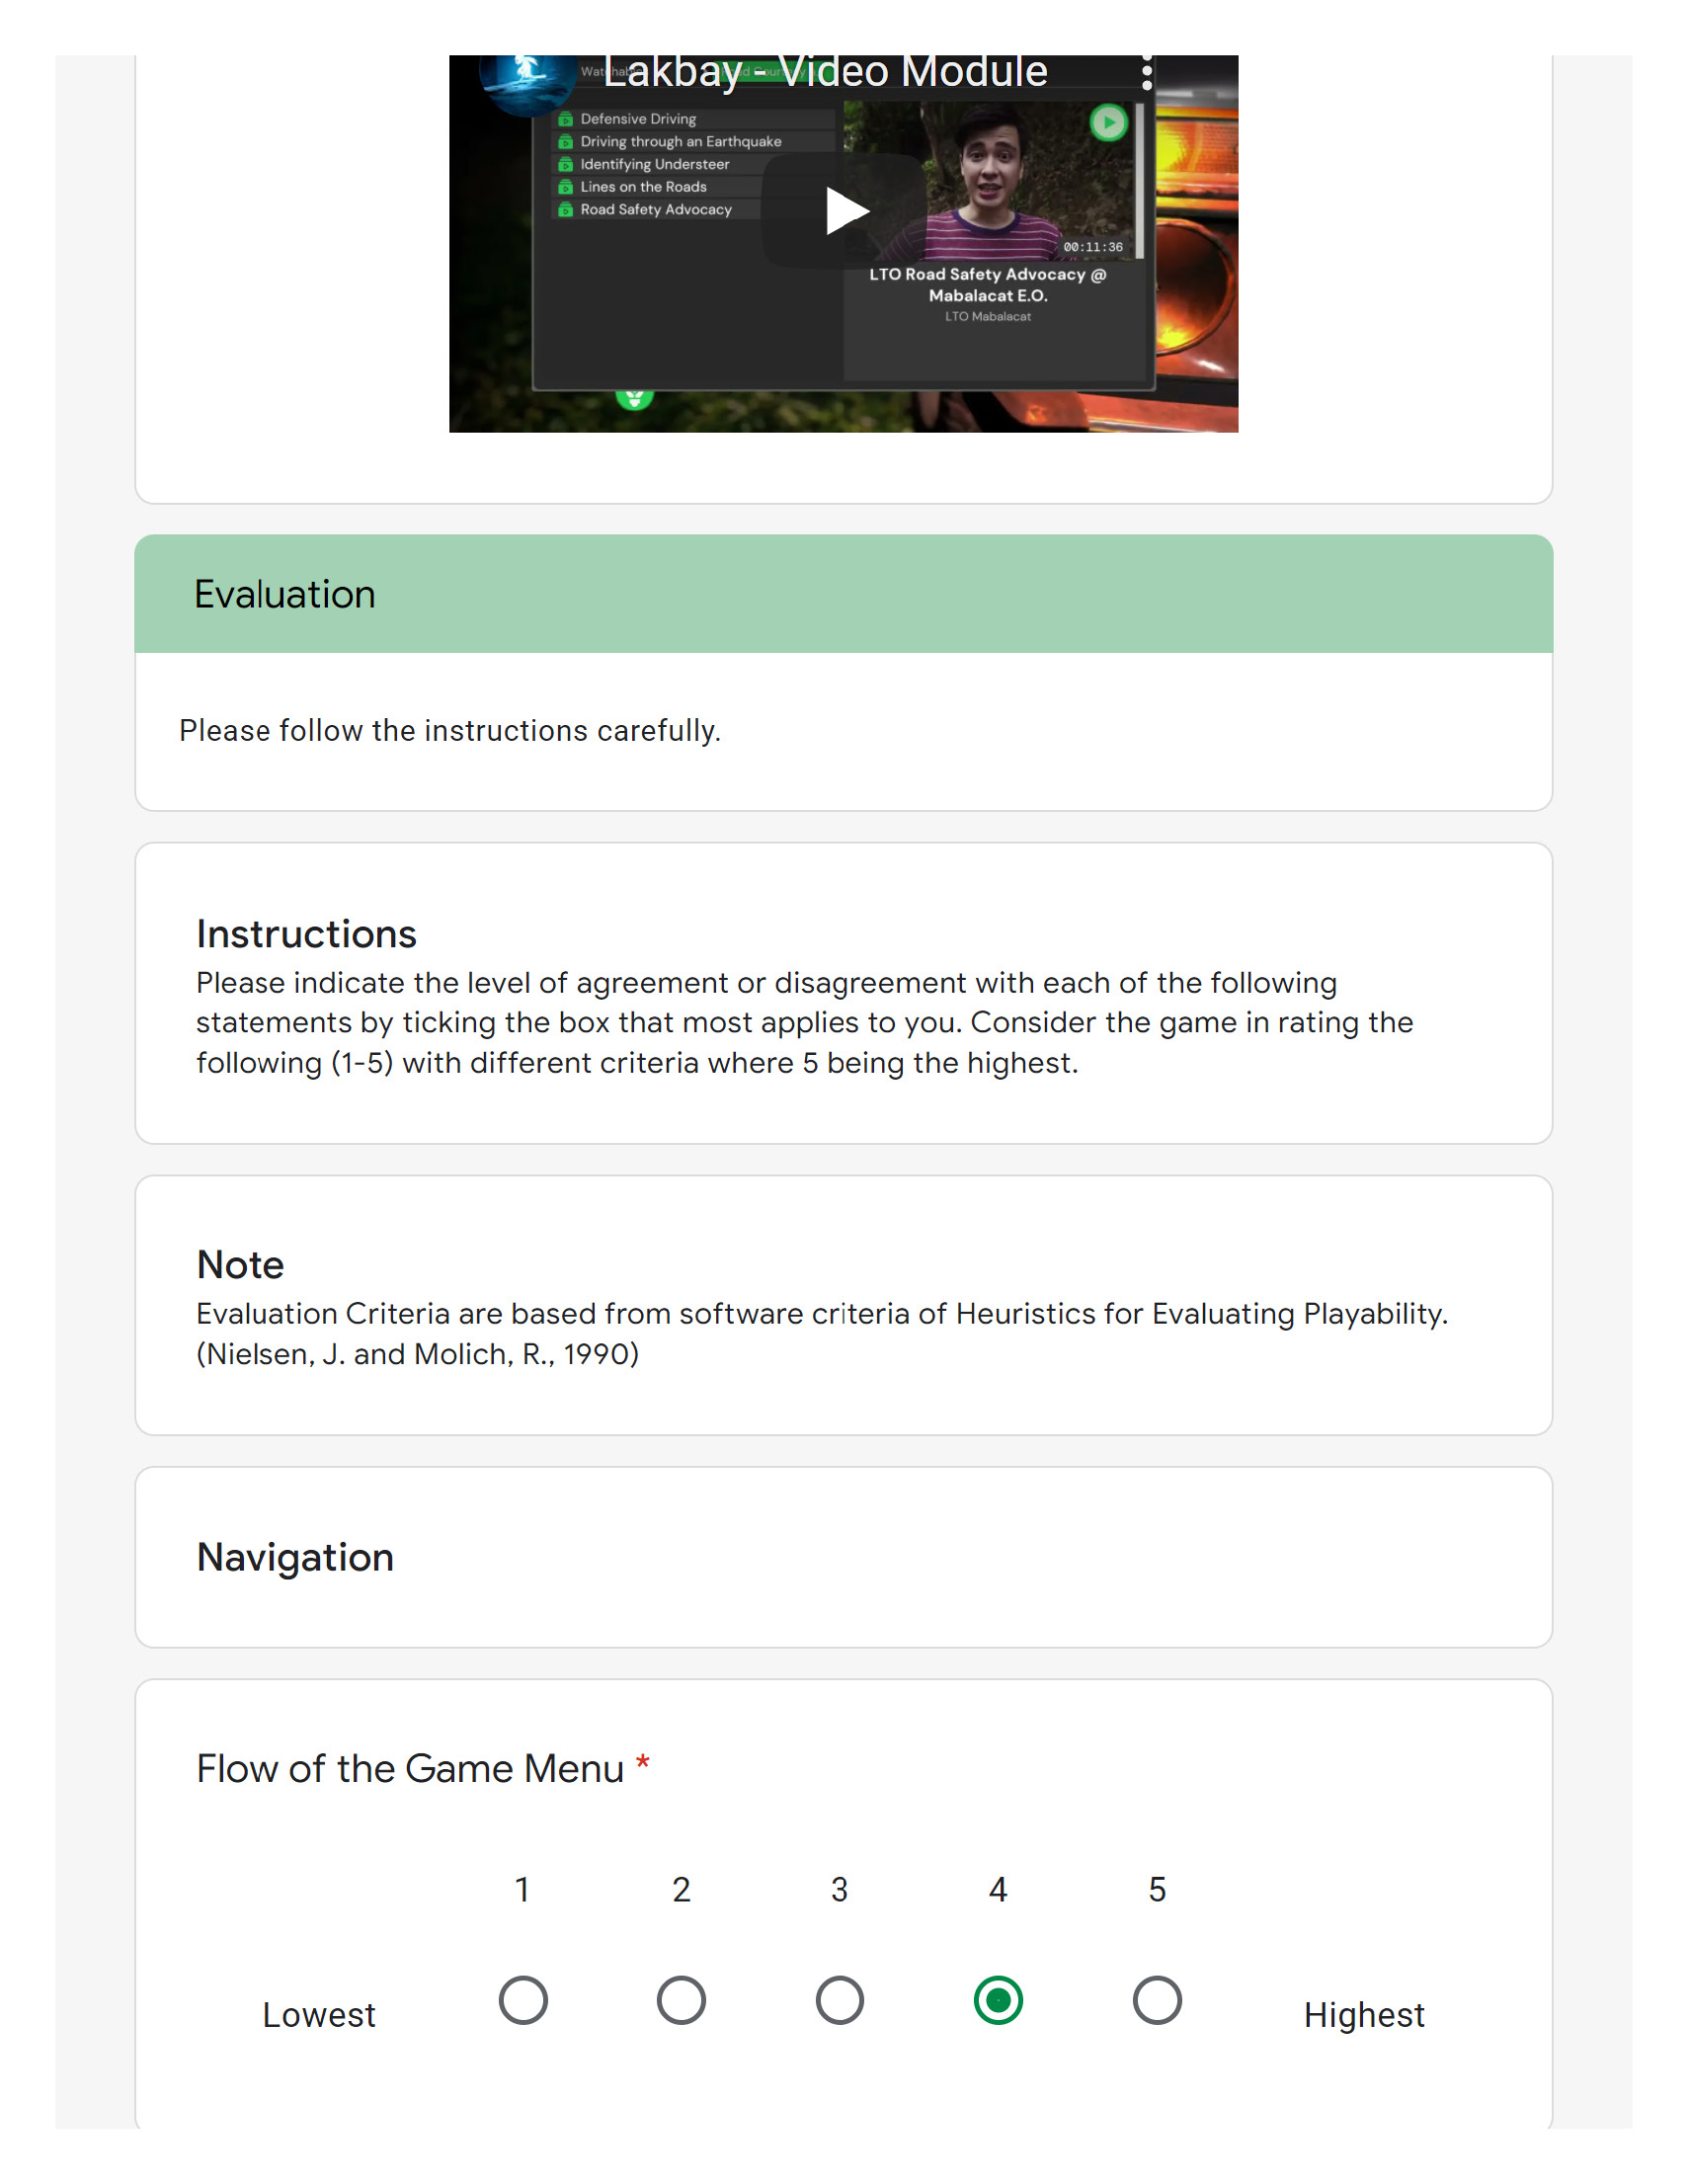 Lakbay - Video Module
Defensive Driving
Driving through an Earthquake
Identifying Understeer
Lines on the Roads
Road Safety Advocacy
00:11:36
LTO Road Safety Advocacy @
Mabalacat E.O.
LTO Mabalacat
Evaluation
Please follow the instructions carefully.
Instructions
Please indicate the level of agreement or disagreement with each of the following
statements by ticking the box that most applies to you. Consider the game in rating the
following (1-5) with different criteria where 5 being the highest.
Note
Evaluation Criteria are based from software criteria of Heuristics for Evaluating Playability.
(Nielsen, J. and Molich, R., 1990)
Navigation
Flow of the Game Menu *
1 2 3 4 5
Lowest Highest